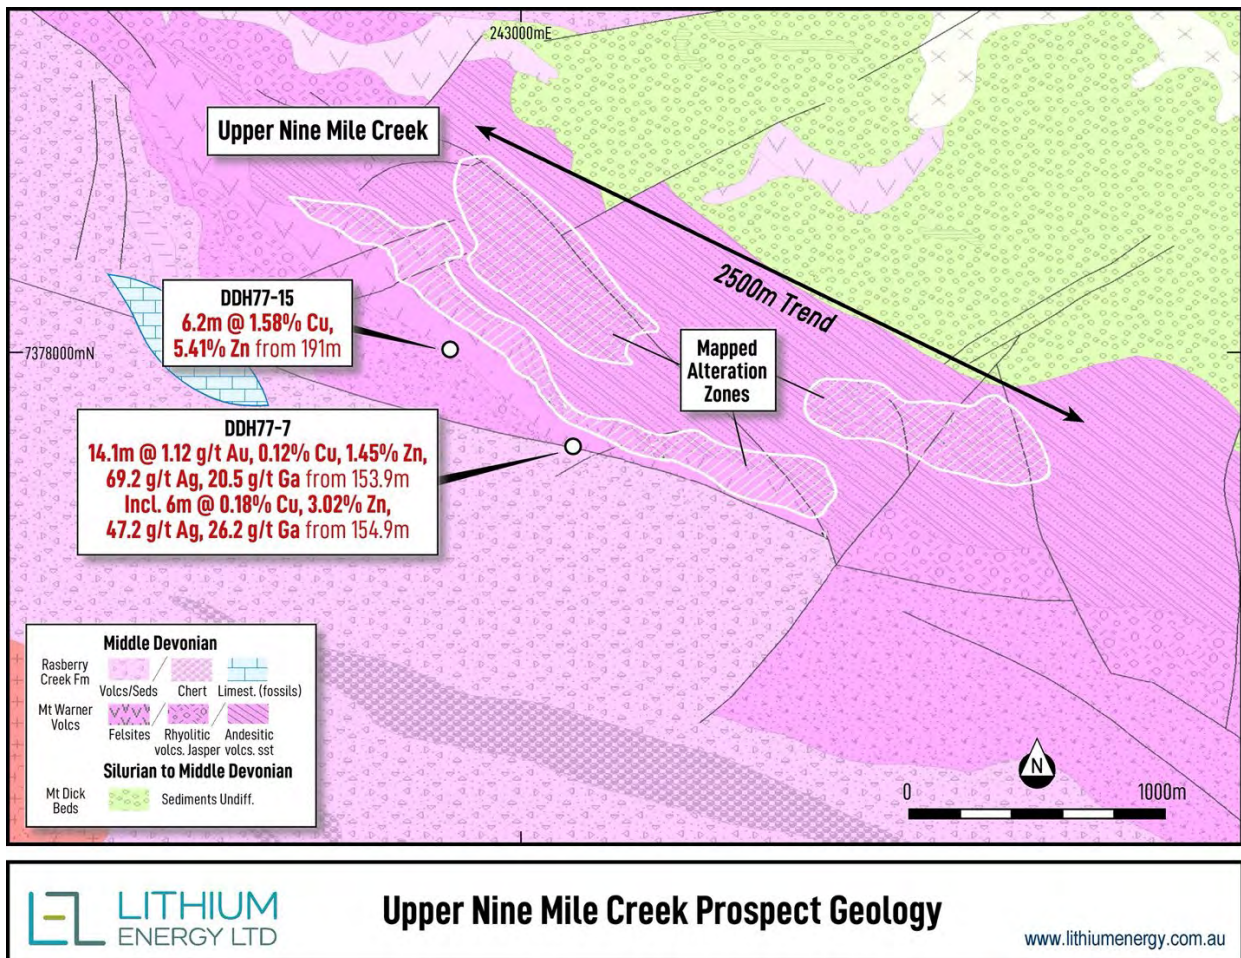 243000mE
Upper Nine Mile Creek
2500m Trend
DDH77-15
6.2m @ 1.58% Cu,
5.41% Zn from 191m
7378000mN
Mapped
Alteration
Zones
DDH77-7
14.1m @ 1.12 g/t Au, 0.12% Cu, 1.45% Zn,
69.2 g/t Ag, 20.5 g/t Ga from 153.9m
Incl. 6m @ 0.18% Cu, 3.02% Zn,
47.2 g/t Ag, 26.2 g/t Ga from 154.9m
Middle Devonian
Rasberry
Creek Fm
Volcs/Seds
Chert
Limest. (fossils)
Mt Warner
Volcs
Felsites
Rhyolitic
volcs. Jasper
Andesitic
volcs. sst
Silurian to Middle Devonian
Mt Dick
Beds
Sediments Undiff.
N
0
1000m
LITHIUM
ENERGY LTD
Upper Nine Mile Creek Prospect Geology
www.lithiumenergy.com.au